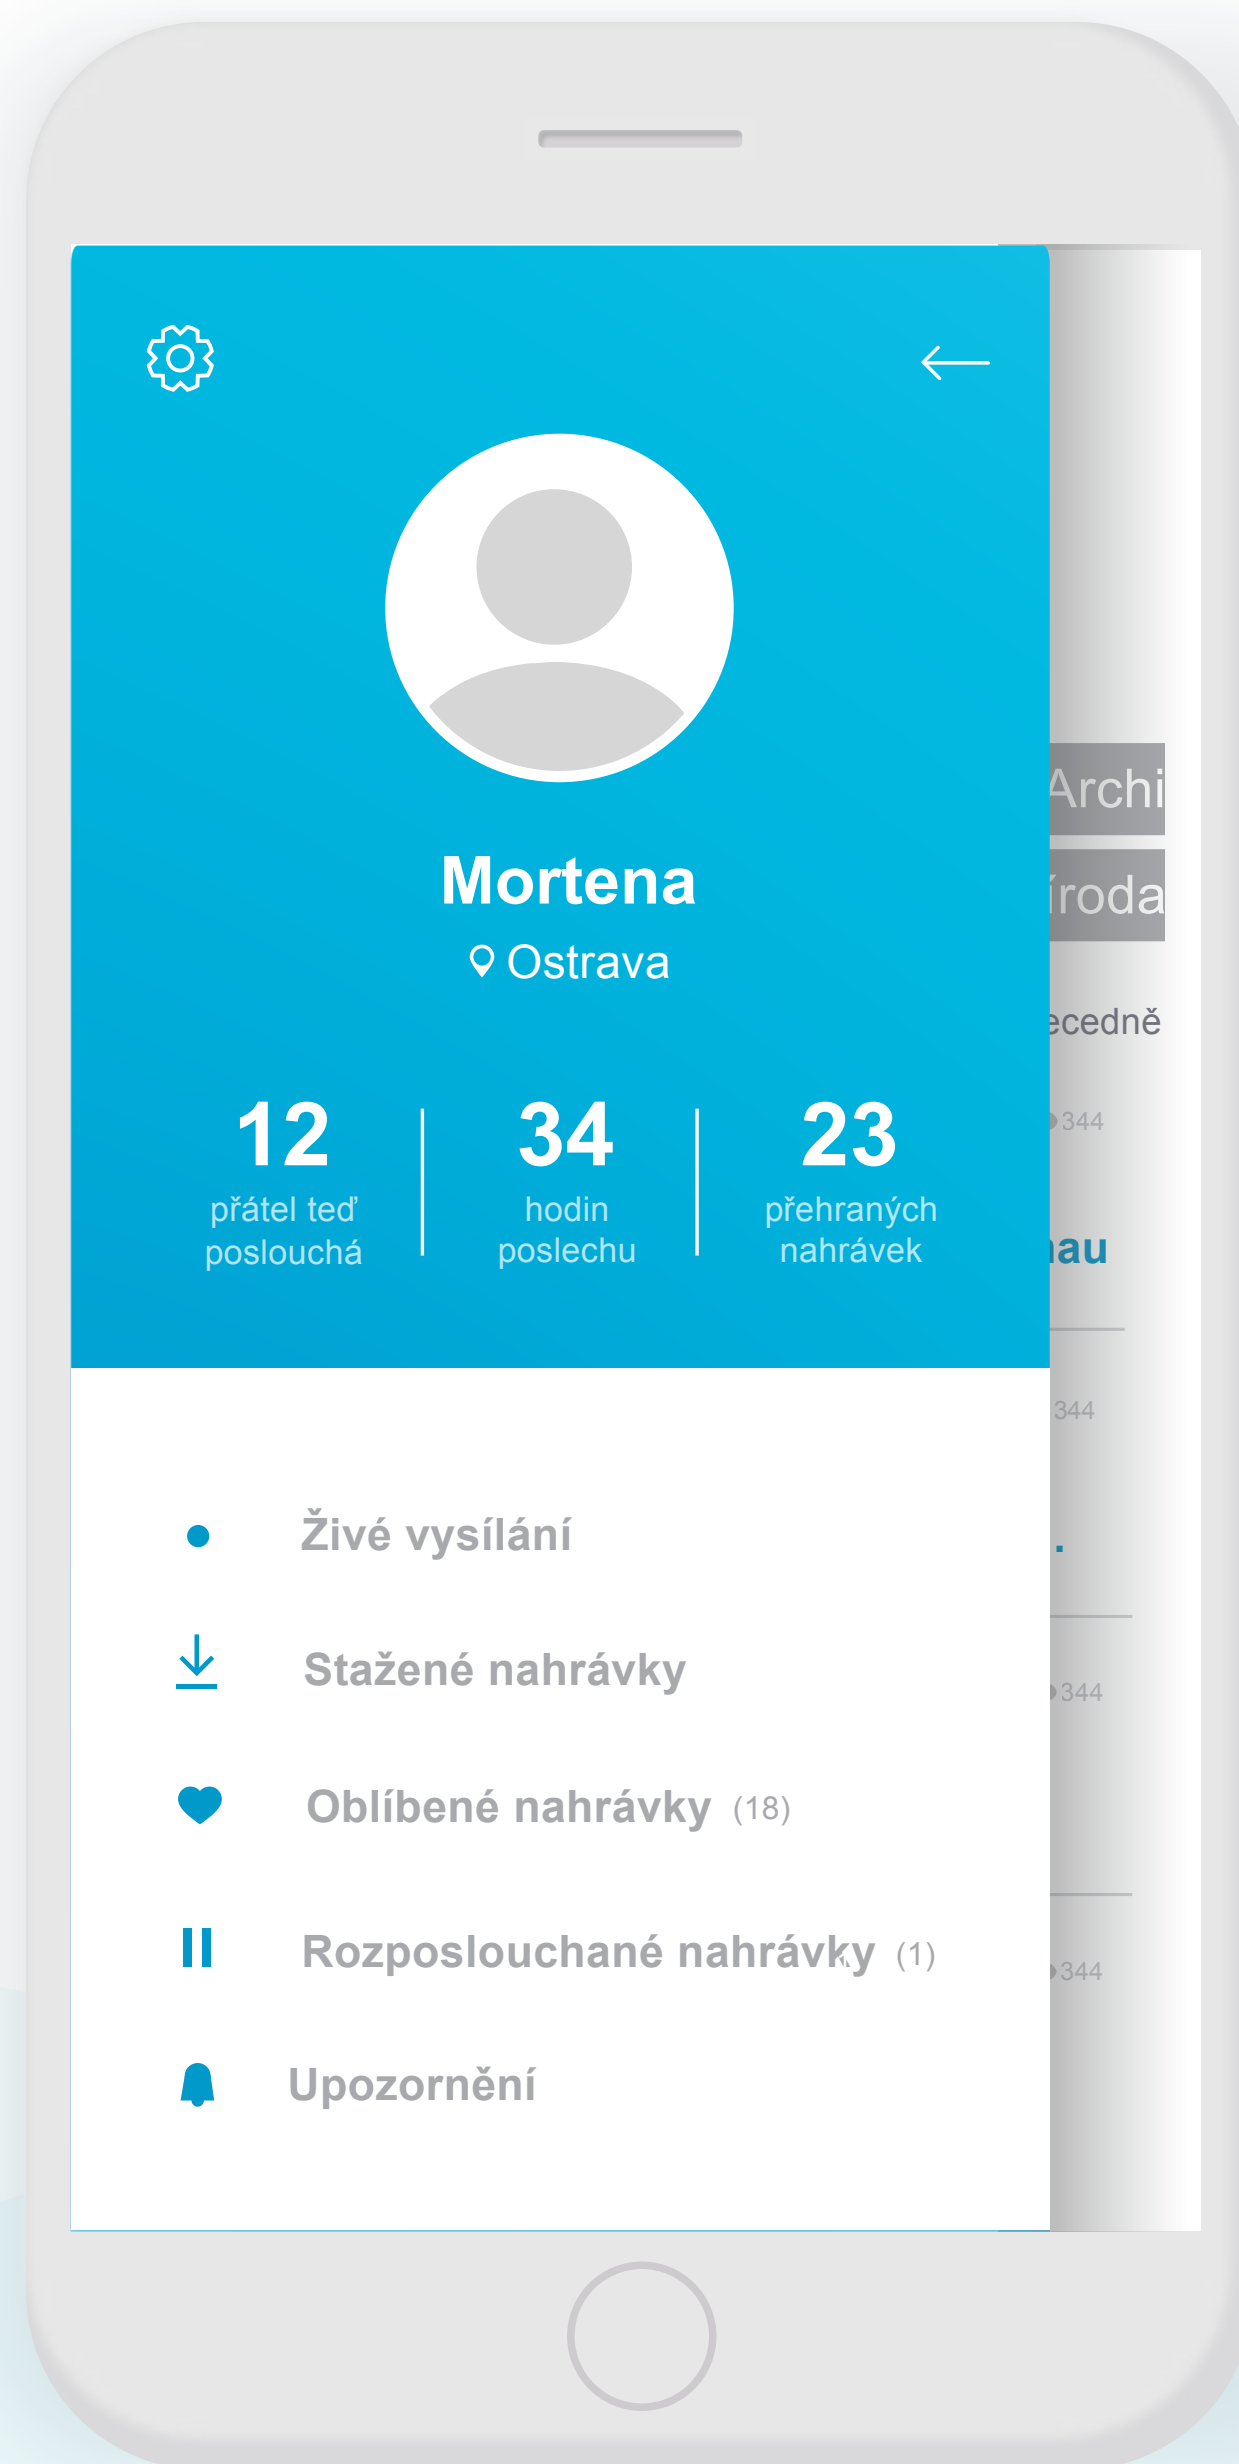 Mortena
Ostrava
12
přátel teď
poslouchá
34
hodin
poslechu
23
přehraných
nahrávek
Živé vysílání
Stažené nahrávky
Oblíbené nahrávky (18)
Rozposlouchané nahrávky (1)
Upozornění
Archi
íroda
ecedně
344
au
344
.
344
344